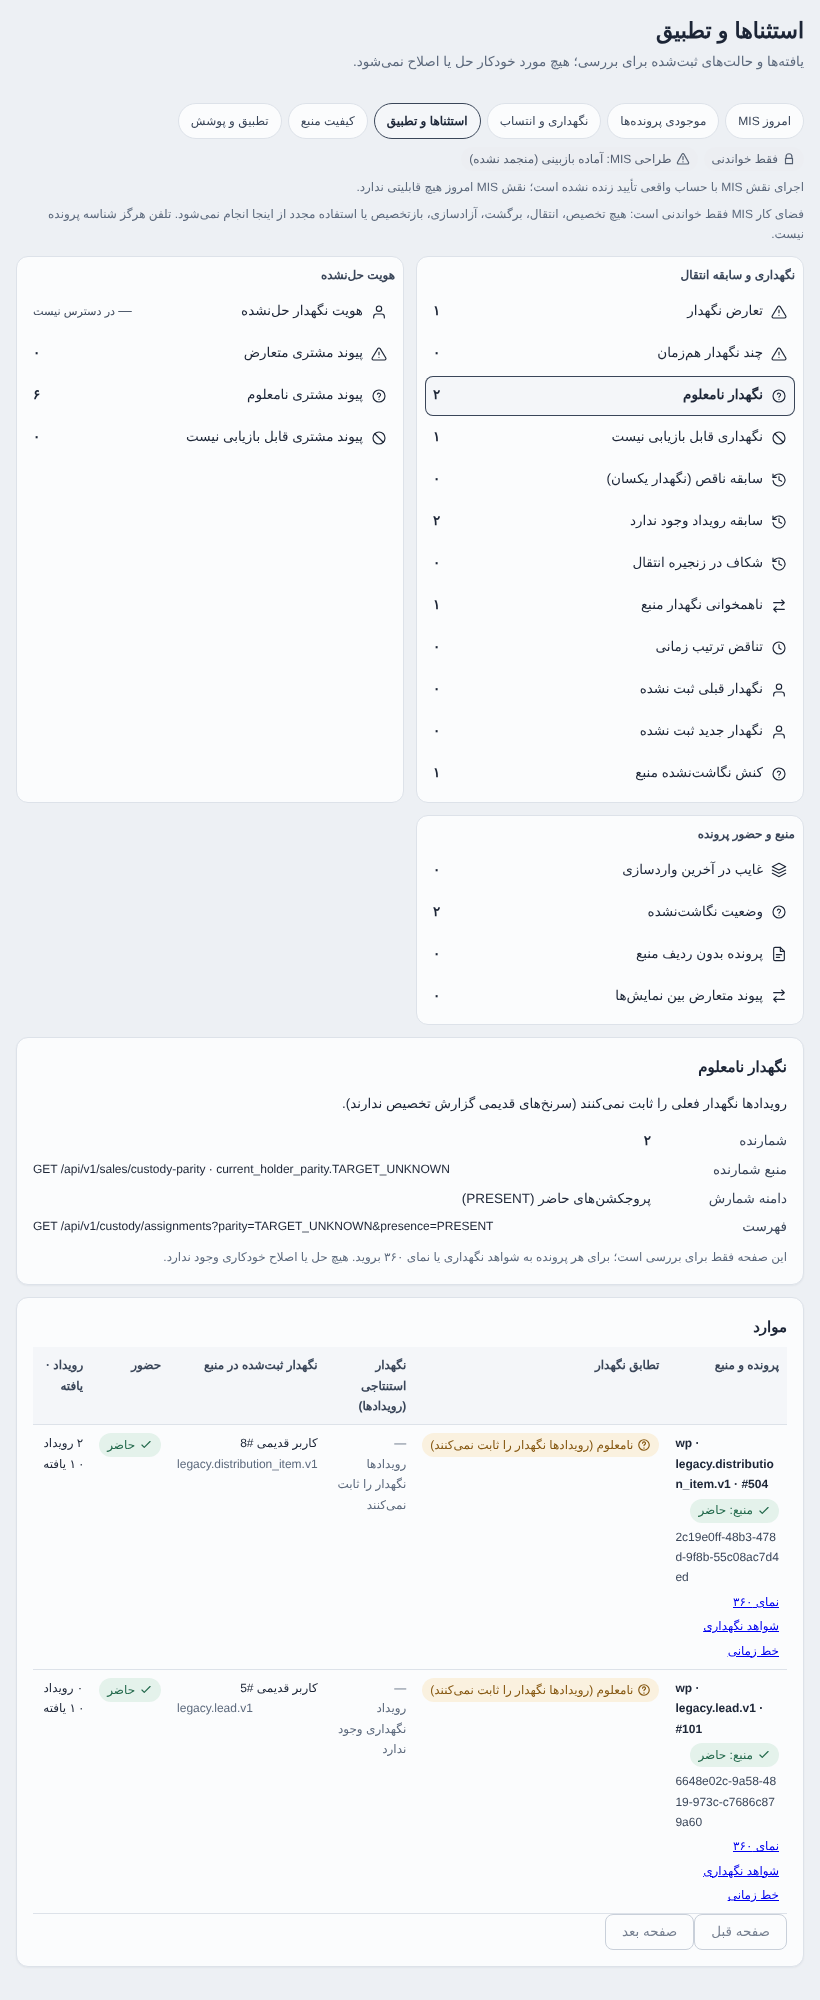 استثناها و تطبیق
یافته‌ها و حالت‌های ثبت‌شده برای بررسی؛ هیچ مورد خودکار حل یا اصلاح نمی‌شود.
امروز MIS
موجودی پرونده‌ها
نگهداری و انتساب
استثناها و تطبیق
کیفیت منبع
تطبیق و پوشش
فقط خواندنی
طراحی MIS: آماده بازبینی (منجمد نشده)
اجرای نقش MIS با حساب واقعی تأیید زنده نشده است؛ نقش MIS امروز هیچ قابلیتی ندارد.
فضای کار MIS فقط خواندنی است: هیچ تخصیص، انتقال، برگشت، آزادسازی، بازتخصیص یا استفاده مجدد از اینجا انجام نمی‌شود. تلفن هرگز شناسه پرونده
نیست.
نگهداری و سابقه انتقال
تعارض نگهدار ۱
چند نگهدار هم‌زمان ۰
نگهدار نامعلوم ۲
نگهداری قابل بازیابی نیست ۱
سابقه ناقص (نگهدار یکسان) ۰
سابقه رویداد وجود ندارد ۲
شکاف در زنجیره انتقال ۰
ناهمخوانی نگهدار منبع ۱
تناقض ترتیب زمانی ۰
نگهدار قبلی ثبت نشده ۰
نگهدار جدید ثبت نشده ۰
کنش نگاشت‌نشده منبع ۱
هویت حل‌نشده
هویت نگهدار حل‌نشده — در دسترس نیست
پیوند مشتری متعارض ۰
پیوند مشتری نامعلوم ۶
پیوند مشتری قابل بازیابی نیست ۰
منبع و حضور پرونده
غایب در آخرین واردسازی ۰
وضعیت نگاشت‌نشده ۲
پرونده بدون ردیف منبع ۰
پیوند متعارض بین نمایش‌ها ۰
نگهدار نامعلوم
رویدادها نگهدار فعلی را ثابت نمی‌کنند (سرنخ‌های قدیمی گزارش تخصیص ندارند).
شمارنده ۲
منبع شمارنده GET /api/v1/sales/custody-parity · current_holder_parity.TARGET_UNKNOWN
دامنه شمارش پروجکشن‌های حاضر (PRESENT)
فهرست GET /api/v1/custody/assignments?parity=TARGET_UNKNOWN&presence=PRESENT
این صفحه فقط برای بررسی است؛ برای هر پرونده به شواهد نگهداری یا نمای ۳۶۰ بروید. هیچ حل یا اصلاح خودکاری وجود ندارد.
موارد
پرونده و منبع
تطابق نگهدار
نگهدار
استنتاجی
(رویدادها)
نگهدار ثبت‌شده در منبع
حضور
رویداد ·
یافته
wp ·
legacy.distributio
n_item.v1 · #504
منبع: حاضر
2c19e0ff-48b3-478
d-9f8b-55c08ac7d4
ed
نمای ۳۶۰
شواهد نگهداری
خط زمانی
نامعلوم (رویدادها نگهدار را ثابت نمی‌کنند)
—
رویدادها
نگهدار را ثابت
نمی‌کنند
کاربر قدیمی #8
legacy.distribution_item.v1
حاضر
۲ رویداد
· ۱ یافته
wp ·
legacy.lead.v1 ·
#101
منبع: حاضر
6648e02c-9a58-48
19-973c-c7686c87
9a60
نمای ۳۶۰
شواهد نگهداری
خط زمانی
نامعلوم (رویدادها نگهدار را ثابت نمی‌کنند)
—
رویداد
نگهداری وجود
ندارد
کاربر قدیمی #5
legacy.lead.v1
حاضر
۰ رویداد
· ۱ یافته
صفحه قبل
صفحه بعد